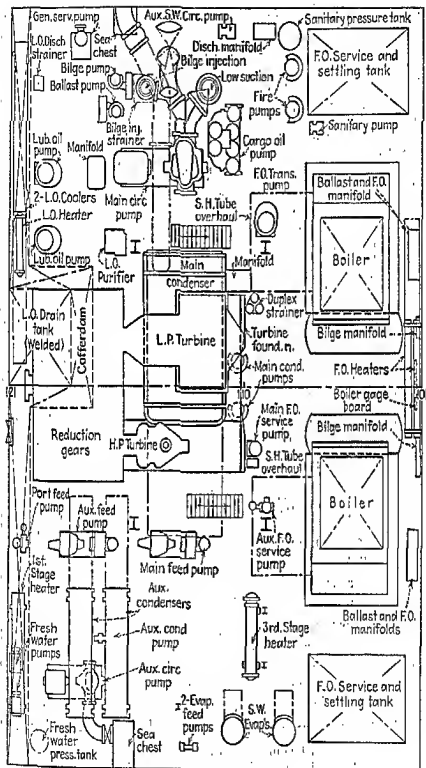 Gen. serv. pump
Aux. S.W. Circ. pump
Sanitary pressure tank
L.O. Disch
strainer
Sea
chest
Disch. manifold
Bilge injection
F.O. Service and
settling tank
Bilge pump
Ballast pump
Low suction
Fire
pumps
Bilge inj.
strainer
Sanitary pump
Lub. oil
pump
Manifold
Cargo oil
pump
2-L.O. Coolers
Main circ
pump
S.H. Tube
overhaul
F.O. Trans.
pump
Ballast and F.O.
manifold
L.O. Heater
Lub. oil pump
L.O.
Purifier
Manifold
Boiler
Main
condenser
Duplex
strainer
L.O. Drain
tank
(Welded)
Cofferdam
L.P. Turbine
Turbine
found. n.
Bilge manifold
Main cond.
pumps
F.O. Heaters
Boiler gage
board
Reduction
gears
H.P. Turbine
Main F.O.
service
pump
Bilge manifold
S.H. Tube
overhaul
Port feed
pump
Aux. feed
pump
Boiler
Aux. F.O.
service
pump
Main feed pump
1st. Stage
heater
Aux.
condensers
Ballast and F.O.
manifolds
Fresh
water
pumps
Aux. cond
pump
3rd. Stage
heater
Aux. circ
pump
2-Evap.
feed
pumps
S.W.
Evap's
F.O. Service and
settling tank
Fresh
water
press. tank
Sea
chest